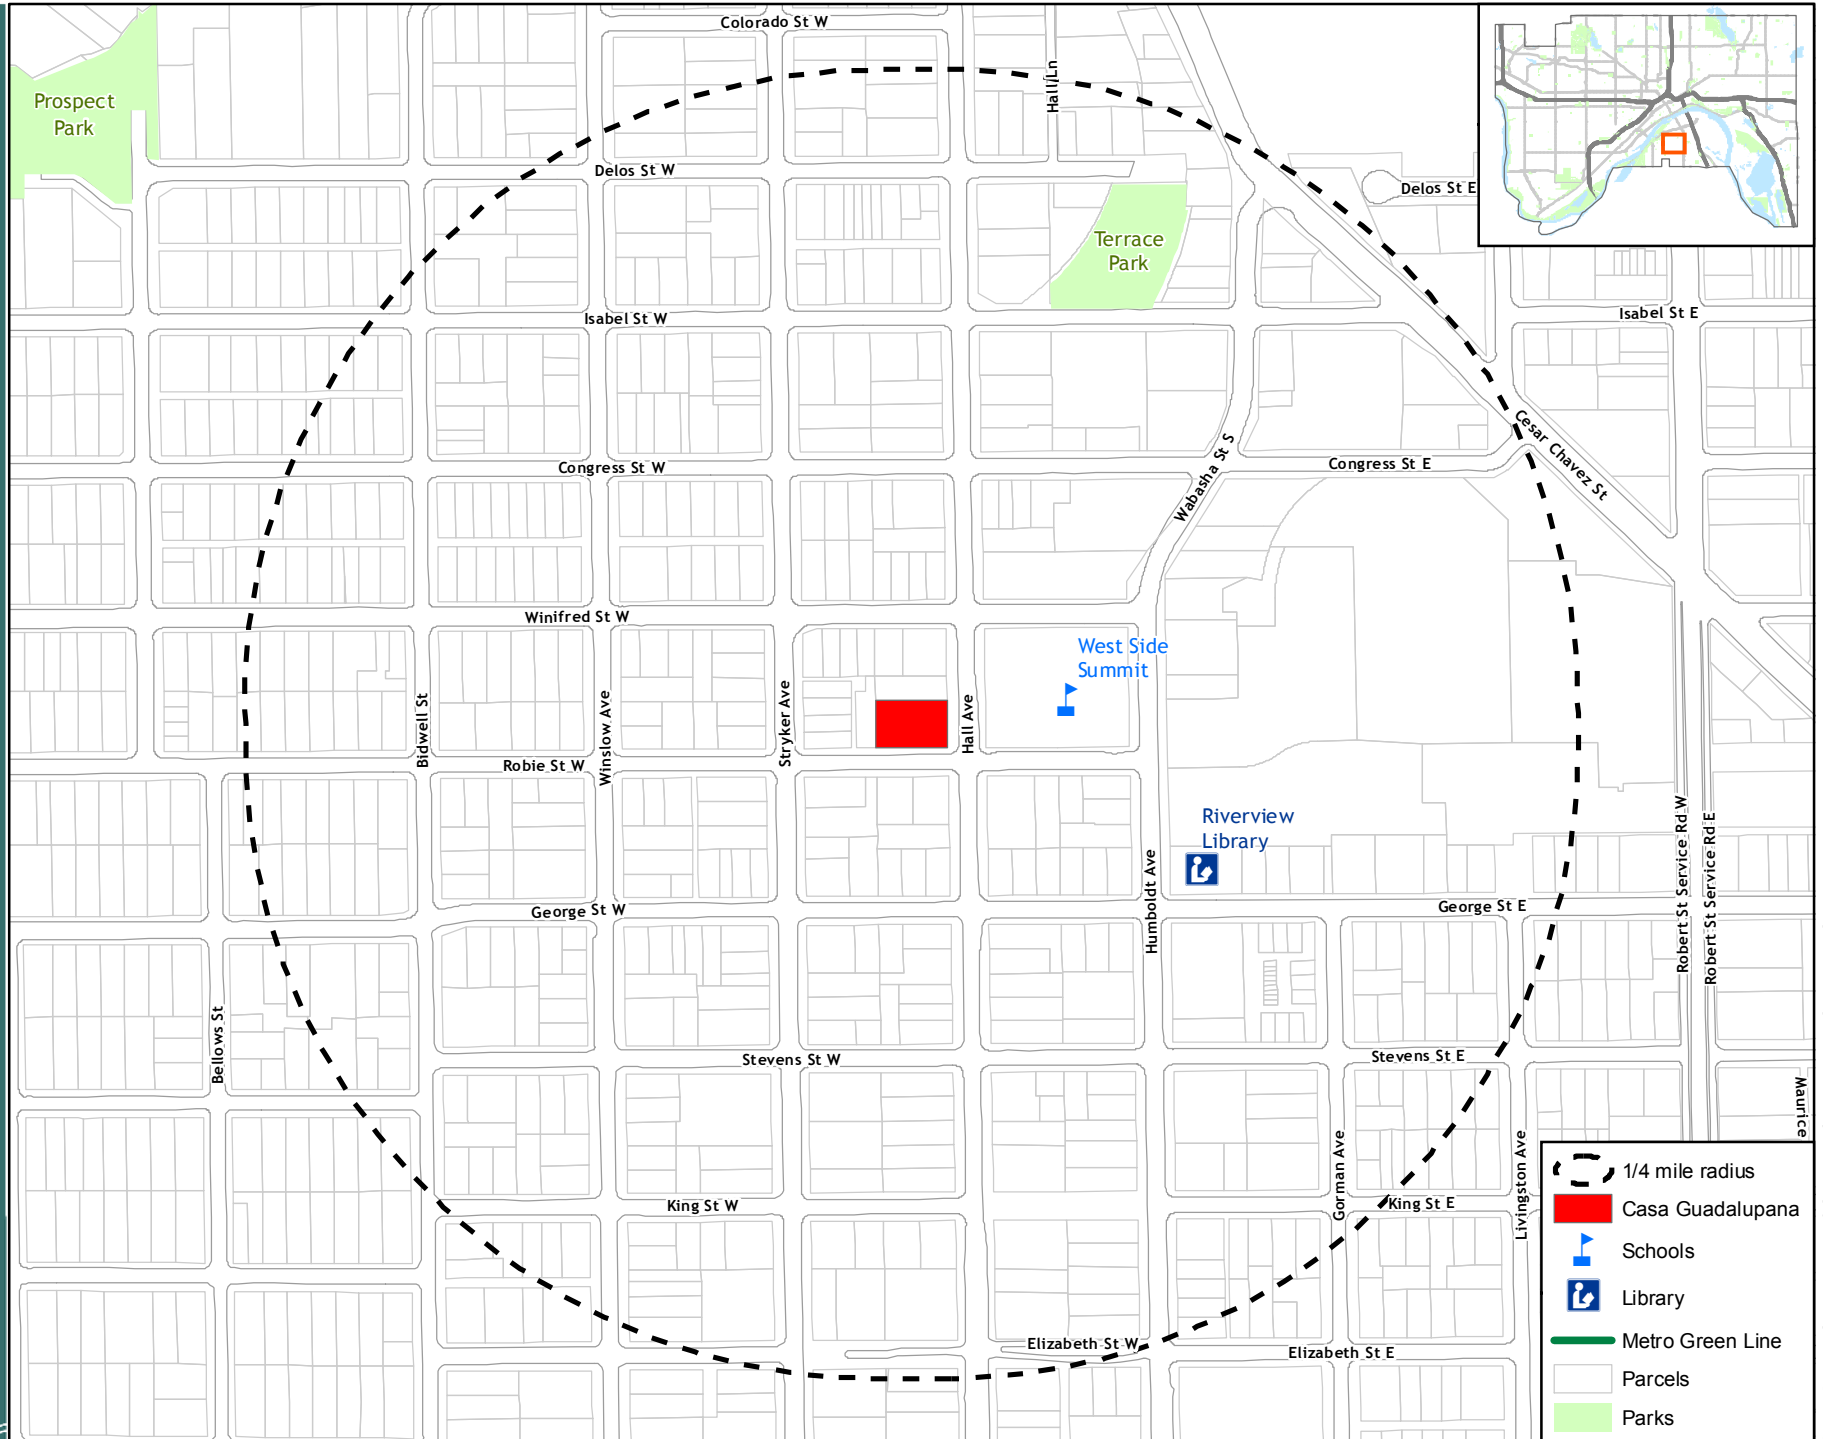 Colorado St W
Hall Ln
Prospect
Park
Delos St W
Delos St E
Terrace
Park
Isabel St W
Isabel St E
Cesar Chavez St
Wabasha St S
Congress St W
Congress St E
Winifred St W
West Side
Summit
Bidwell St
Winslow Ave
Stryker Ave
Hall Ave
Robie St W
Riverview
Library
Robert St Service Rd W
Robert St Service Rd E
Humboldt Ave
George St W
George St E
Bellows St
Stevens St W
Stevens St E
Maurice
Gorman Ave
Livingston Ave
King St W
King St E
Elizabeth St W
Elizabeth St E
1/4 mile radius
Casa Guadalupana
Schools
Library
Metro Green Line
Parcels
Parks